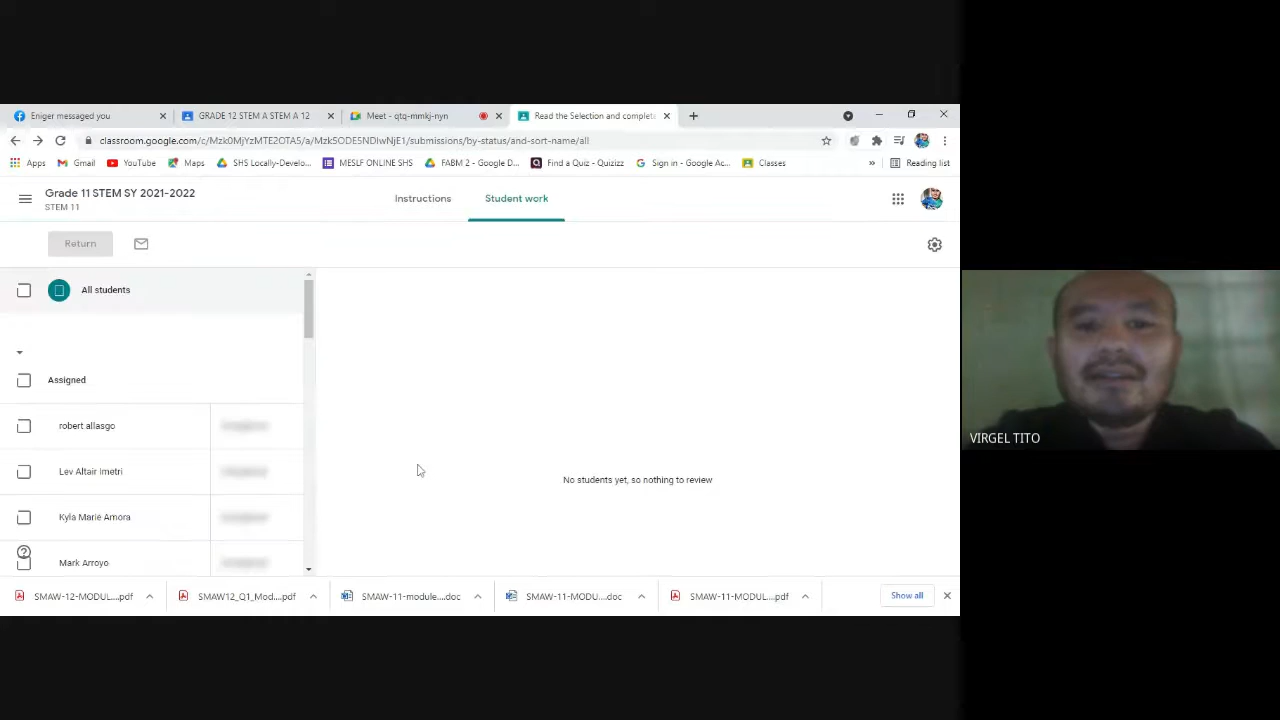 Eniger messaged you
GRADE 12 STEM A STEM A 12
Meet - qtq-mmkj-nyn
Read the Selection and complete
classroom.google.com/c/Mzk0MjYzMTE2OTA5/a/Mzk5ODE5NDIwNjE1/submissions/by-status/and-sort-name/all
Apps Gmail YouTube Maps SHS Locally-Develo... MESLF ONLINE SHS FABM 2 - Google D... Find a Quiz - Quizizz Sign in - Google Ac... Classes » Reading list
Grade 11 STEM SY 2021-2022
STEM 11
Instructions
Student work
Return
All students
Assigned
robert allasgo
Lev Altair Imetri
Kyla Marie Amora
Mark Arroyo
No students yet, so nothing to review
SMAW-12-MODUL....pdf
SMAW12_Q1_Mod....pdf
SMAW-11-module....doc
SMAW-11-MODU....doc
SMAW-11-MODUL....pdf
Show all
VIRGEL TITO